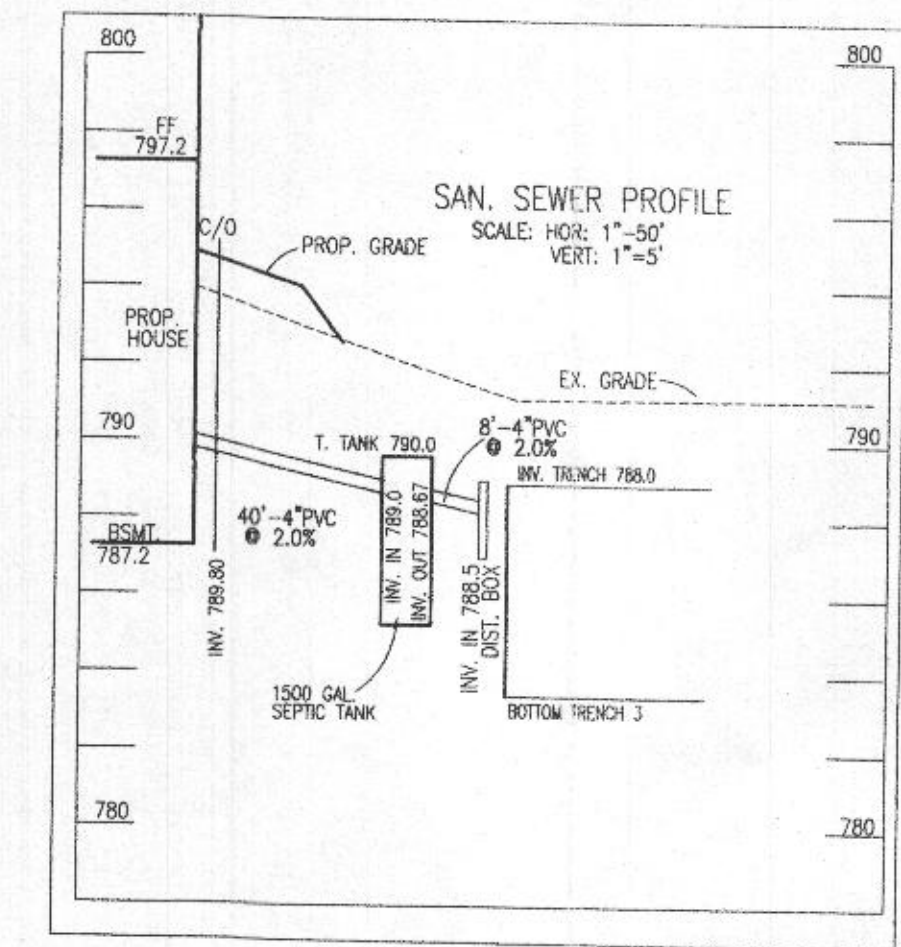 800
800
FF
797.2
SAN. SEWER PROFILE
SCALE: HOR: 1"-50'
VERT: 1"=5'
C/O
PROP. GRADE
PROP.
HOUSE
EX. GRADE
790
790
T. TANK 790.0
8'-4"PVC
@ 2.0%
INV. TRENCH 788.0
40'-4"PVC
@ 2.0%
INV. IN 789.0
INV. OUT 788.67
BSMT.
787.2
INV. 789.80
INV. IN 788.5
DIST. BOX
1500 GAL.
SEPTIC TANK
BOTTOM TRENCH 3
780
780